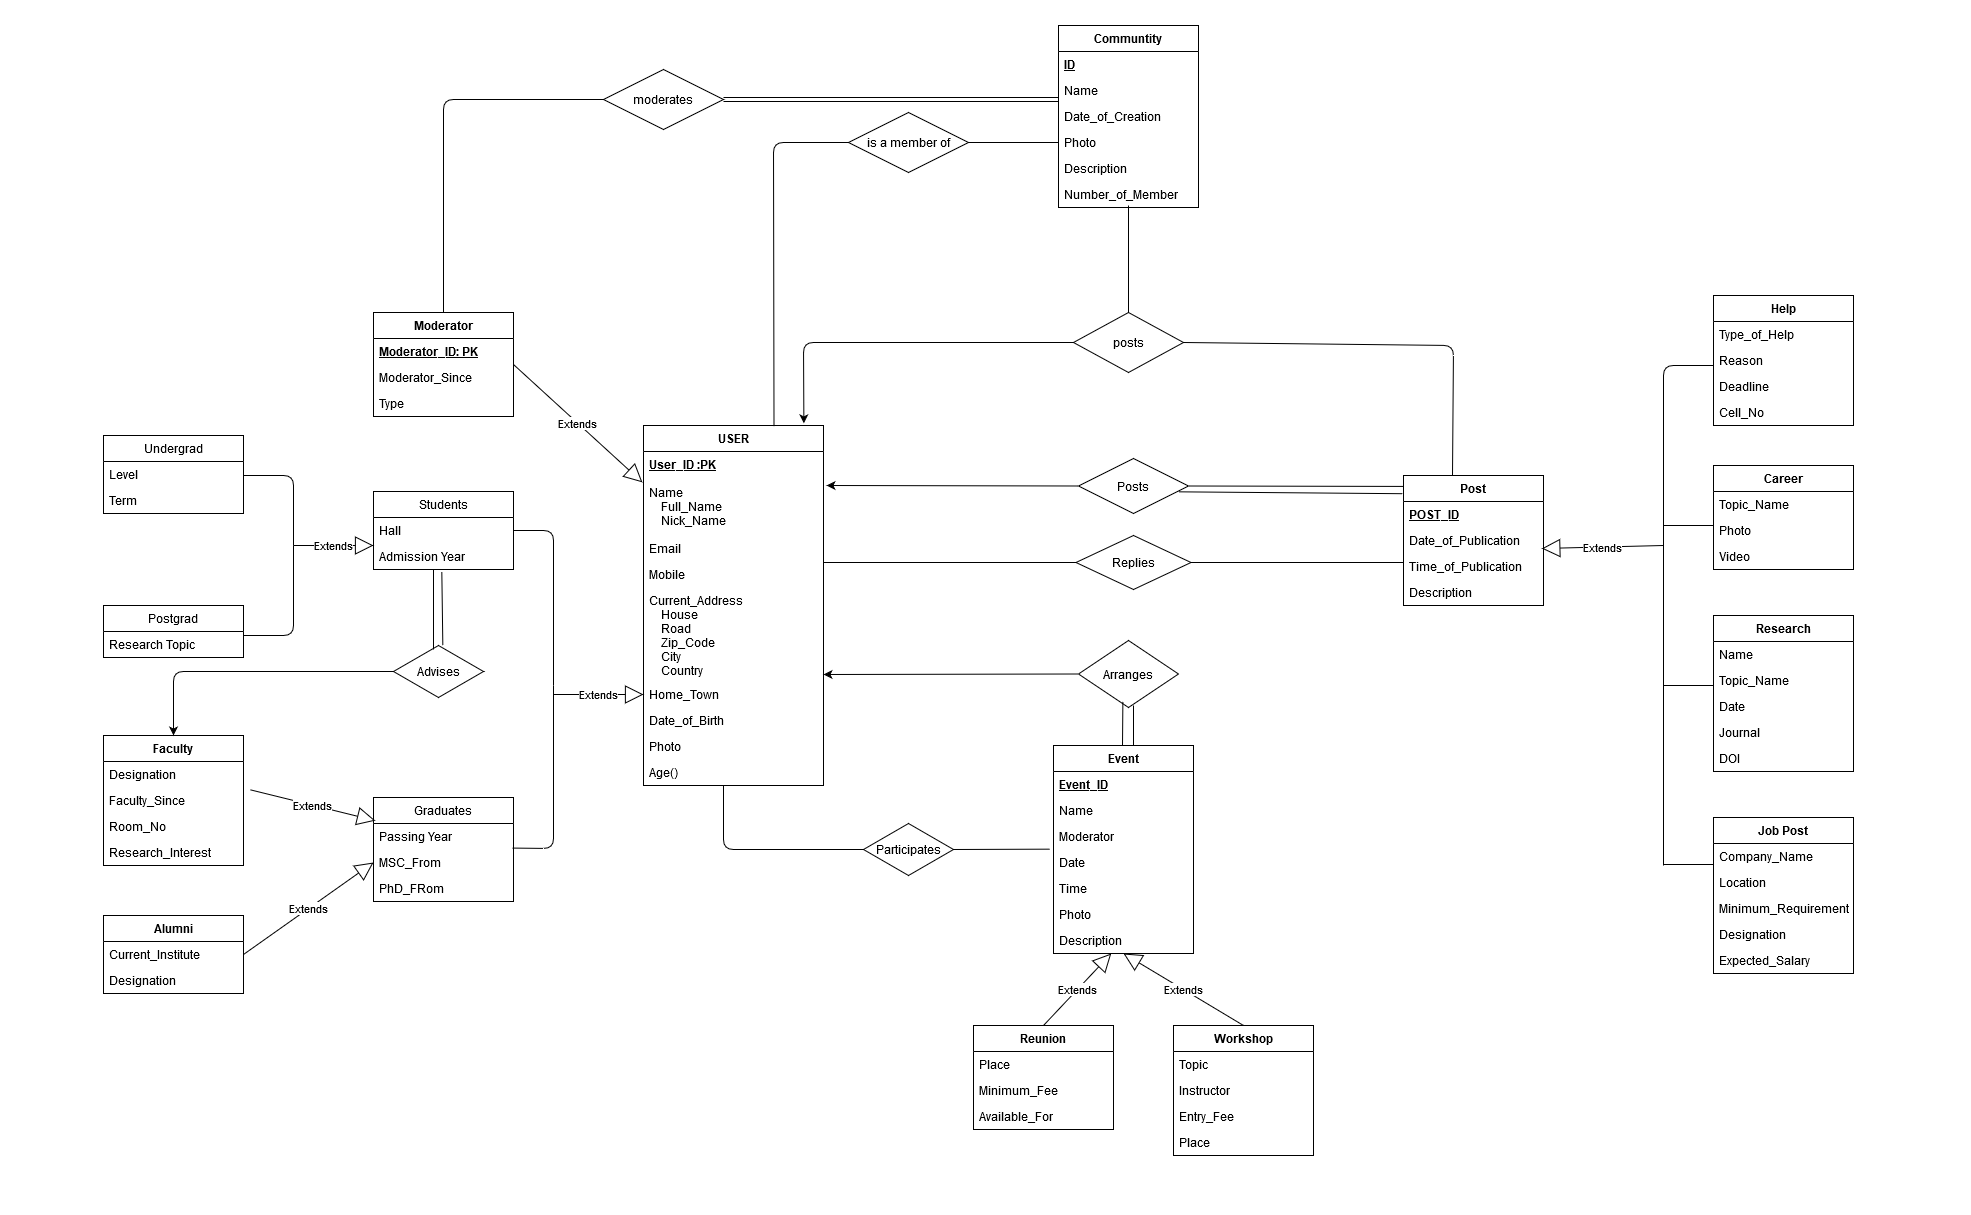 Communtity
ID
Name
Date_of_Creation
Photo
Description
Number_of_Member
moderates
is a member of
posts
Moderator
Moderator_ID: PK
Moderator_Since
Type
Extends
Undergrad
Level
Term
Postgrad
Research Topic
Extends
Students
Hall
Admission Year
Advises
Faculty
Designation
Faculty_Since
Room_No
Research_Interest
Extends
Graduates
Passing Year
MSC_From
PhD_FRom
Extends
Alumni
Current_Institute
Designation
Extends
USER
User_ID :PK
Name
Full_Name
Nick_Name
Email
Mobile
Current_Address
House
Road
Zip_Code
City
Country
Home_Town
Date_of_Birth
Photo
Age()
Posts
Replies
Arranges
Participates
Event
Event_ID
Name
Moderator
Date
Time
Photo
Description
Extends
Extends
Reunion
Place
Minimum_Fee
Available_For
Workshop
Topic
Instructor
Entry_Fee
Place
Post
POST_ID
Date_of_Publication
Time_of_Publication
Description
Extends
Help
Type_of_Help
Reason
Deadline
Cell_No
Career
Topic_Name
Photo
Video
Research
Name
Topic_Name
Date
Journal
DOI
Job Post
Company_Name
Location
Minimum_Requirement
Designation
Expected_Salary